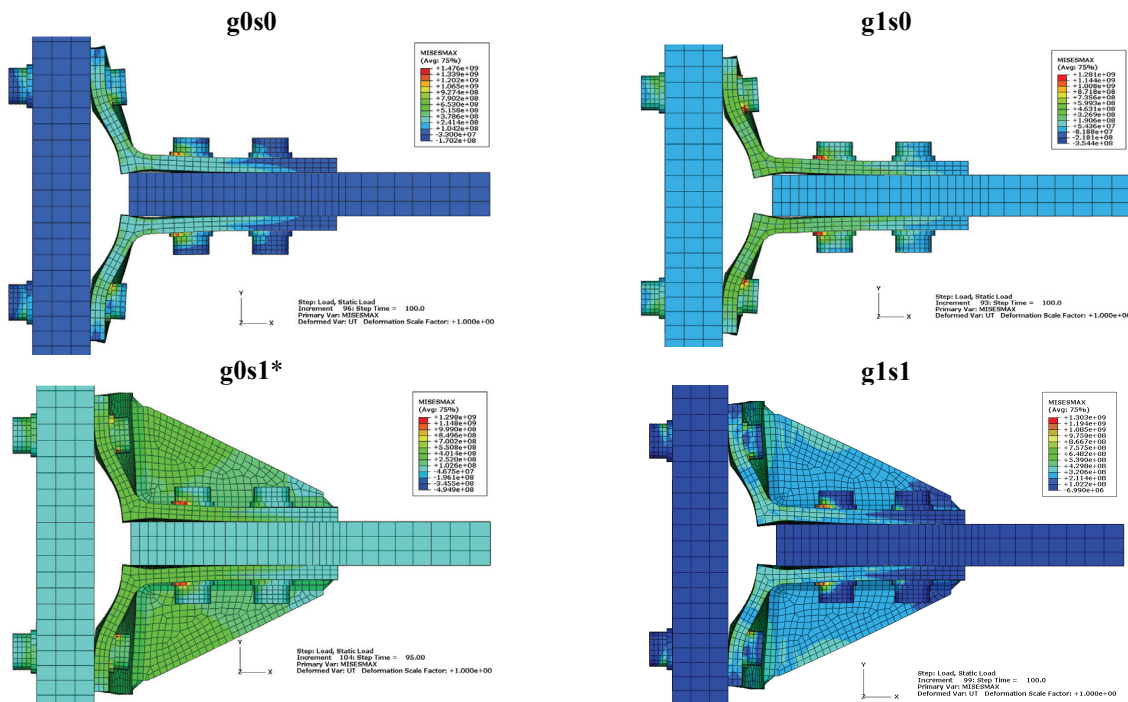 g0s0
MISESMAX
(Avg: 75%)
+1.476e+09
+1.339e+09
+1.202e+09
+1.065e+09
+9.274e+08
+7.902e+08
+6.530e+08
+5.158e+08
+3.786e+08
+2.414e+08
+1.042e+08
-3.300e+07
-1.702e+08
Y
Z X
Step: Load, Static Load
Increment 96: Step Time = 100.0
Primary Var: MISESMAX
Deformed Var: UT Deformation Scale Factor: +1.000e+00
g1s0
MISESMAX
(Avg: 75%)
+1.281e+09
+1.144e+09
+1.008e+09
+8.718e+08
+7.356e+08
+5.993e+08
+4.631e+08
+3.269e+08
+1.906e+08
+5.436e+07
-8.188e+07
-2.181e+08
-3.544e+08
Y
Z X
Step: Load, Static Load
Increment 93: Step Time = 100.0
Primary Var: MISESMAX
Deformed Var: UT Deformation Scale Factor: +1.000e+00
g0s1*
MISESMAX
(Avg: 75%)
+1.298e+09
+1.148e+09
+9.990e+08
+8.496e+08
+7.002e+08
+5.508e+08
+4.014e+08
+2.520e+08
+1.026e+08
-4.675e+07
-1.961e+08
-3.455e+08
-4.949e+08
Y
Z X
Step: Load, Static Load
Increment 104: Step Time = 95.00
Primary Var: MISESMAX
Deformed Var: UT Deformation Scale Factor: +1.000e+00
g1s1
MISESMAX
(Avg: 75%)
+1.303e+09
+1.194e+09
+1.085e+09
+9.759e+08
+8.667e+08
+7.575e+08
+6.482e+08
+5.390e+08
+4.298e+08
+3.206e+08
+2.114e+08
+1.022e+08
-6.990e+06
Y
Z X
Step: Load, Static Load
Increment 99: Step Time = 100.0
Primary Var: MISESMAX
Deformed Var: UT Deformation Scale Factor: +1.000e+00